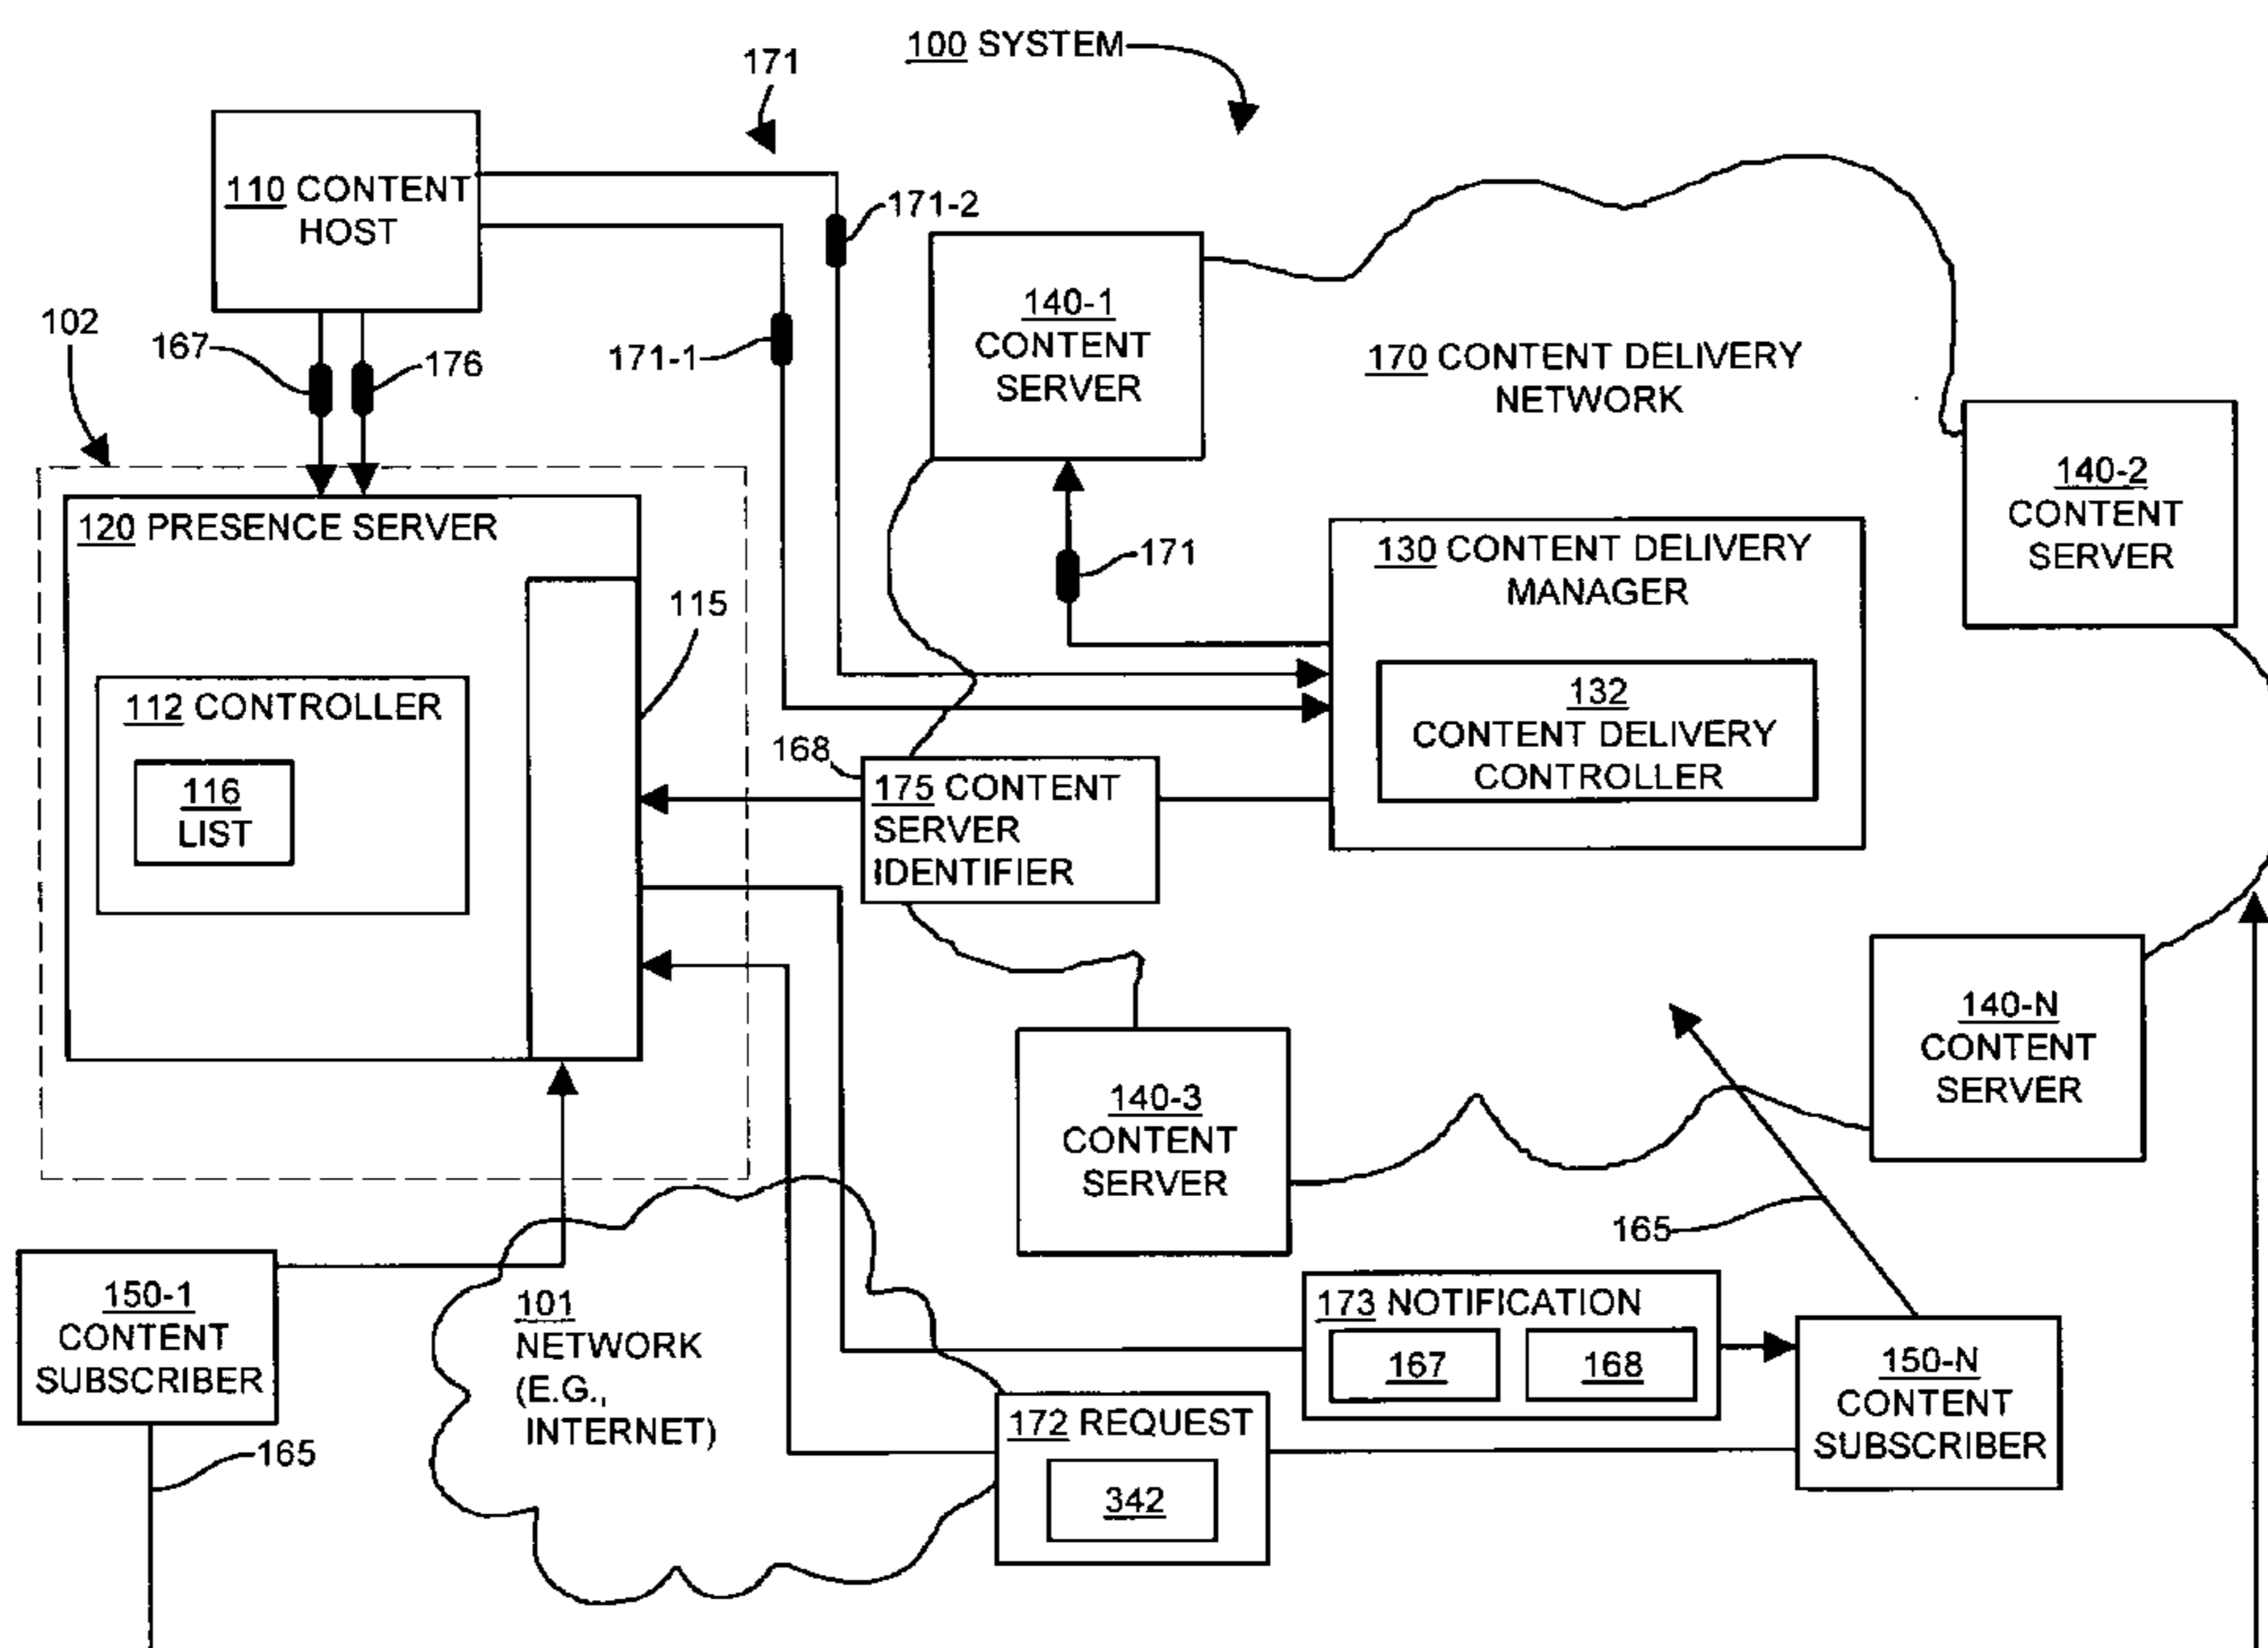 100 SYSTEM
171
110 CONTENT
HOST
171-2
140-1
CONTENT
SERVER
102
167
176
171-1
170 CONTENT DELIVERY
NETWORK
140-2
CONTENT
SERVER
120 PRESENCE SERVER
130 CONTENT DELIVERY
MANAGER
171
115
112 CONTROLLER
132
CONTENT DELIVERY
CONTROLLER
168
175 CONTENT
SERVER
IDENTIFIER
116
LIST
140-N
CONTENT
SERVER
140-3
CONTENT
SERVER
165
150-1
CONTENT
SUBSCRIBER
101
NETWORK
(E.G.,
INTERNET)
173 NOTIFICATION
167
168
150-N
CONTENT
SUBSCRIBER
172 REQUEST
342
165